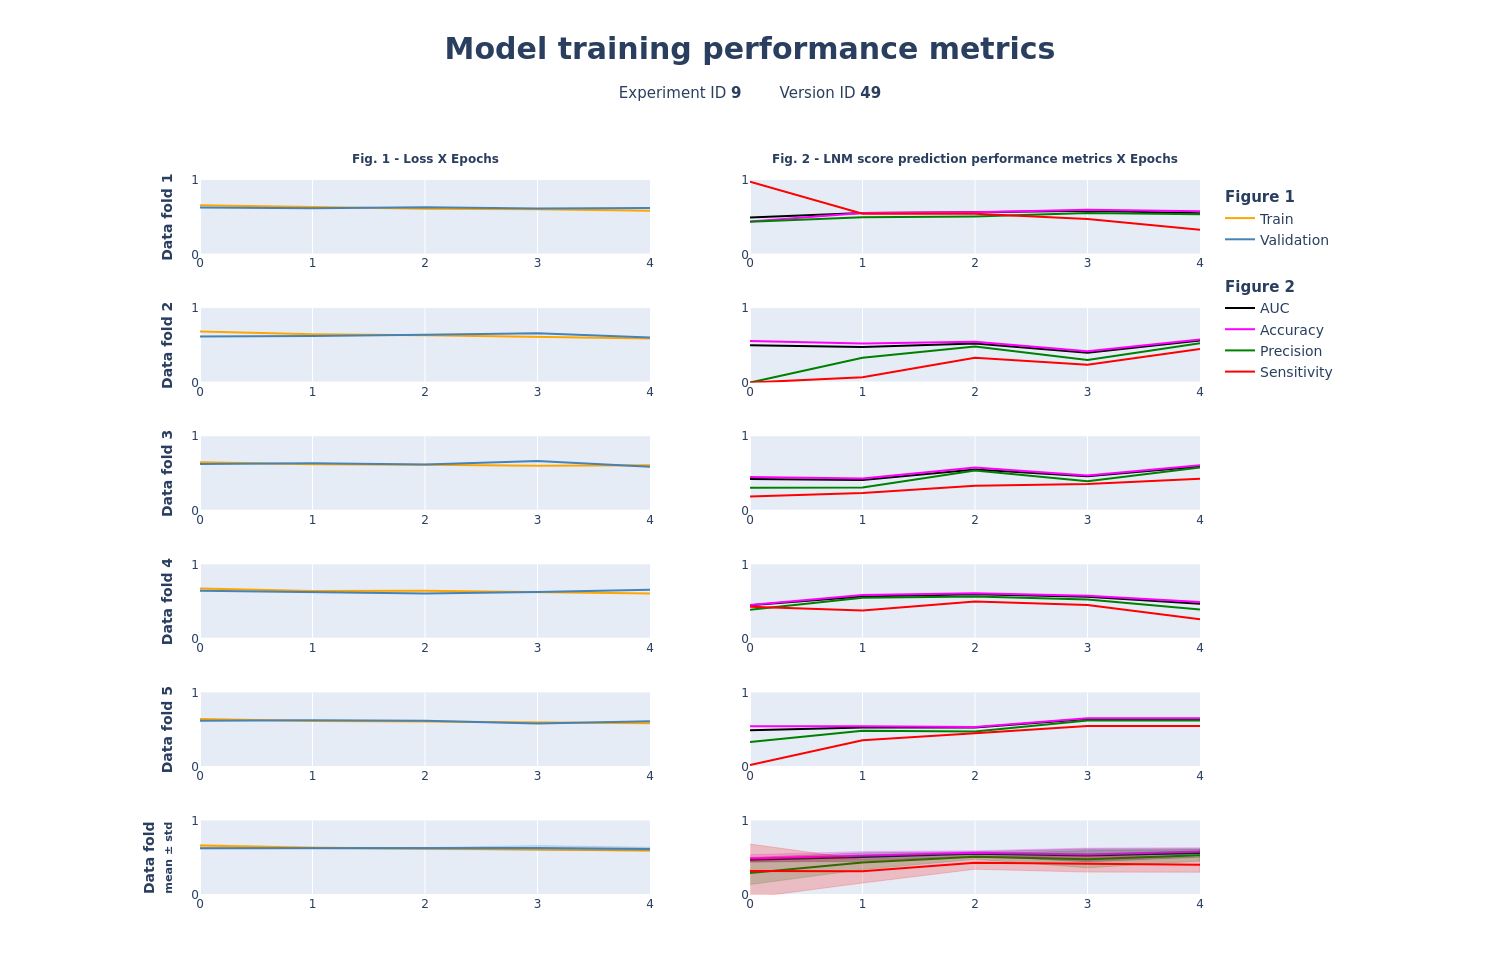 Model training performance metrics
Experiment ID 9 Version ID 49
Fig. 1 - Loss X Epochs
Fig. 2 - LNM score prediction performance metrics X Epochs
Data fold 1
1
0
0 1 2 3 4
1
0
0 1 2 3 4
Figure 1
Train
Validation
Figure 2
AUC
Accuracy
Precision
Sensitivity
Data fold 2
1
0
0 1 2 3 4
1
0
0 1 2 3 4
Data fold 3
1
0
0 1 2 3 4
1
0
0 1 2 3 4
Data fold 4
1
0
0 1 2 3 4
1
0
0 1 2 3 4
Data fold 5
1
0
0 1 2 3 4
1
0
0 1 2 3 4
Data fold
mean ± std
1
0
0 1 2 3 4
1
0
0 1 2 3 4